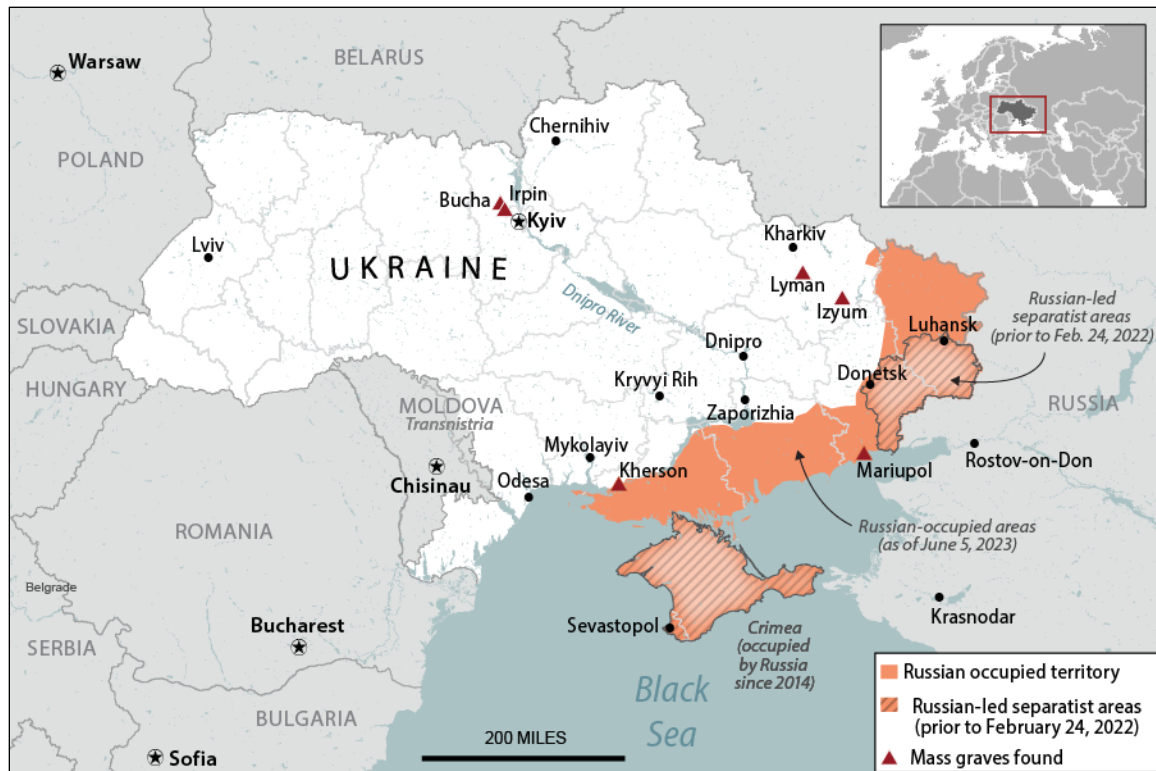 Warsaw
BELARUS
Chernihiv
POLAND
Bucha
Irpin
Kyiv
Lviv
UKRAINE
Kharkiv
Lyman
Izyum
Dnipro River
Russian-led
separatist areas
(prior to Feb. 24, 2022)
SLOVAKIA
Luhansk
Dnipro
HUNGARY
Kryvyi Rih
Donetsk
MOLDOVA
Transnistria
Zaporizhia
RUSSIA
Mykolayiv
Kherson
Mariupol
Rostov-on-Don
Chisinau
Odesa
ROMANIA
Russian-occupied areas
(as of June 5, 2023)
Belgrade
Krasnodar
Bucharest
Sevastopol
Crimea
(occupied
by Russia
since 2014)
SERBIA
Black
Sea
BULGARIA
200 MILES
Sofia
Russian occupied territory
Russian-led separatist areas
(prior to February 24, 2022)
Mass graves found